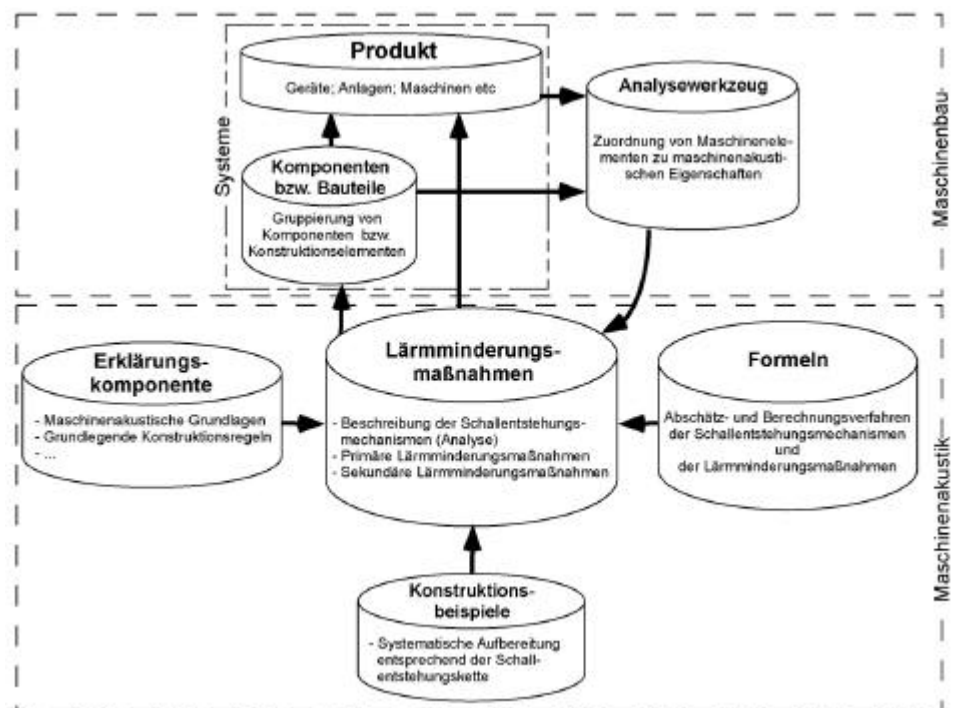 Produkt
Geräte; Anlagen; Maschinen etc
Systeme
Komponenten
bzw. Bauteile
Gruppierung von
Komponenten bzw.
Konstruktionselementen
Analysewerkzeug
Zuordnung von Maschinenele-
menten zu maschinenakusti-
schen Eigenschaften
Maschinenbau
Erklärungs-
komponente
- Maschinenakustische Grundlagen
- Grundlegende Konstruktionsregeln
- ...
Lärmminderungs-
maßnahmen
- Beschreibung der Schallentstehungs-
mechanismen (Analyse)
- Primäre Lärmminderungsmaßnahmen
- Sekundäre Lärmminderungsmaßnahmen
Formeln
Abschätz- und Berechnungsverfahren
der Schallentstehungsmechanismen
und
der Lärmminderungsmaßnahmen
Konstruktions-
beispiele
- Systematische Aufbereitung
entsprechend der Schall-
entstehungskette
Maschinenakustik